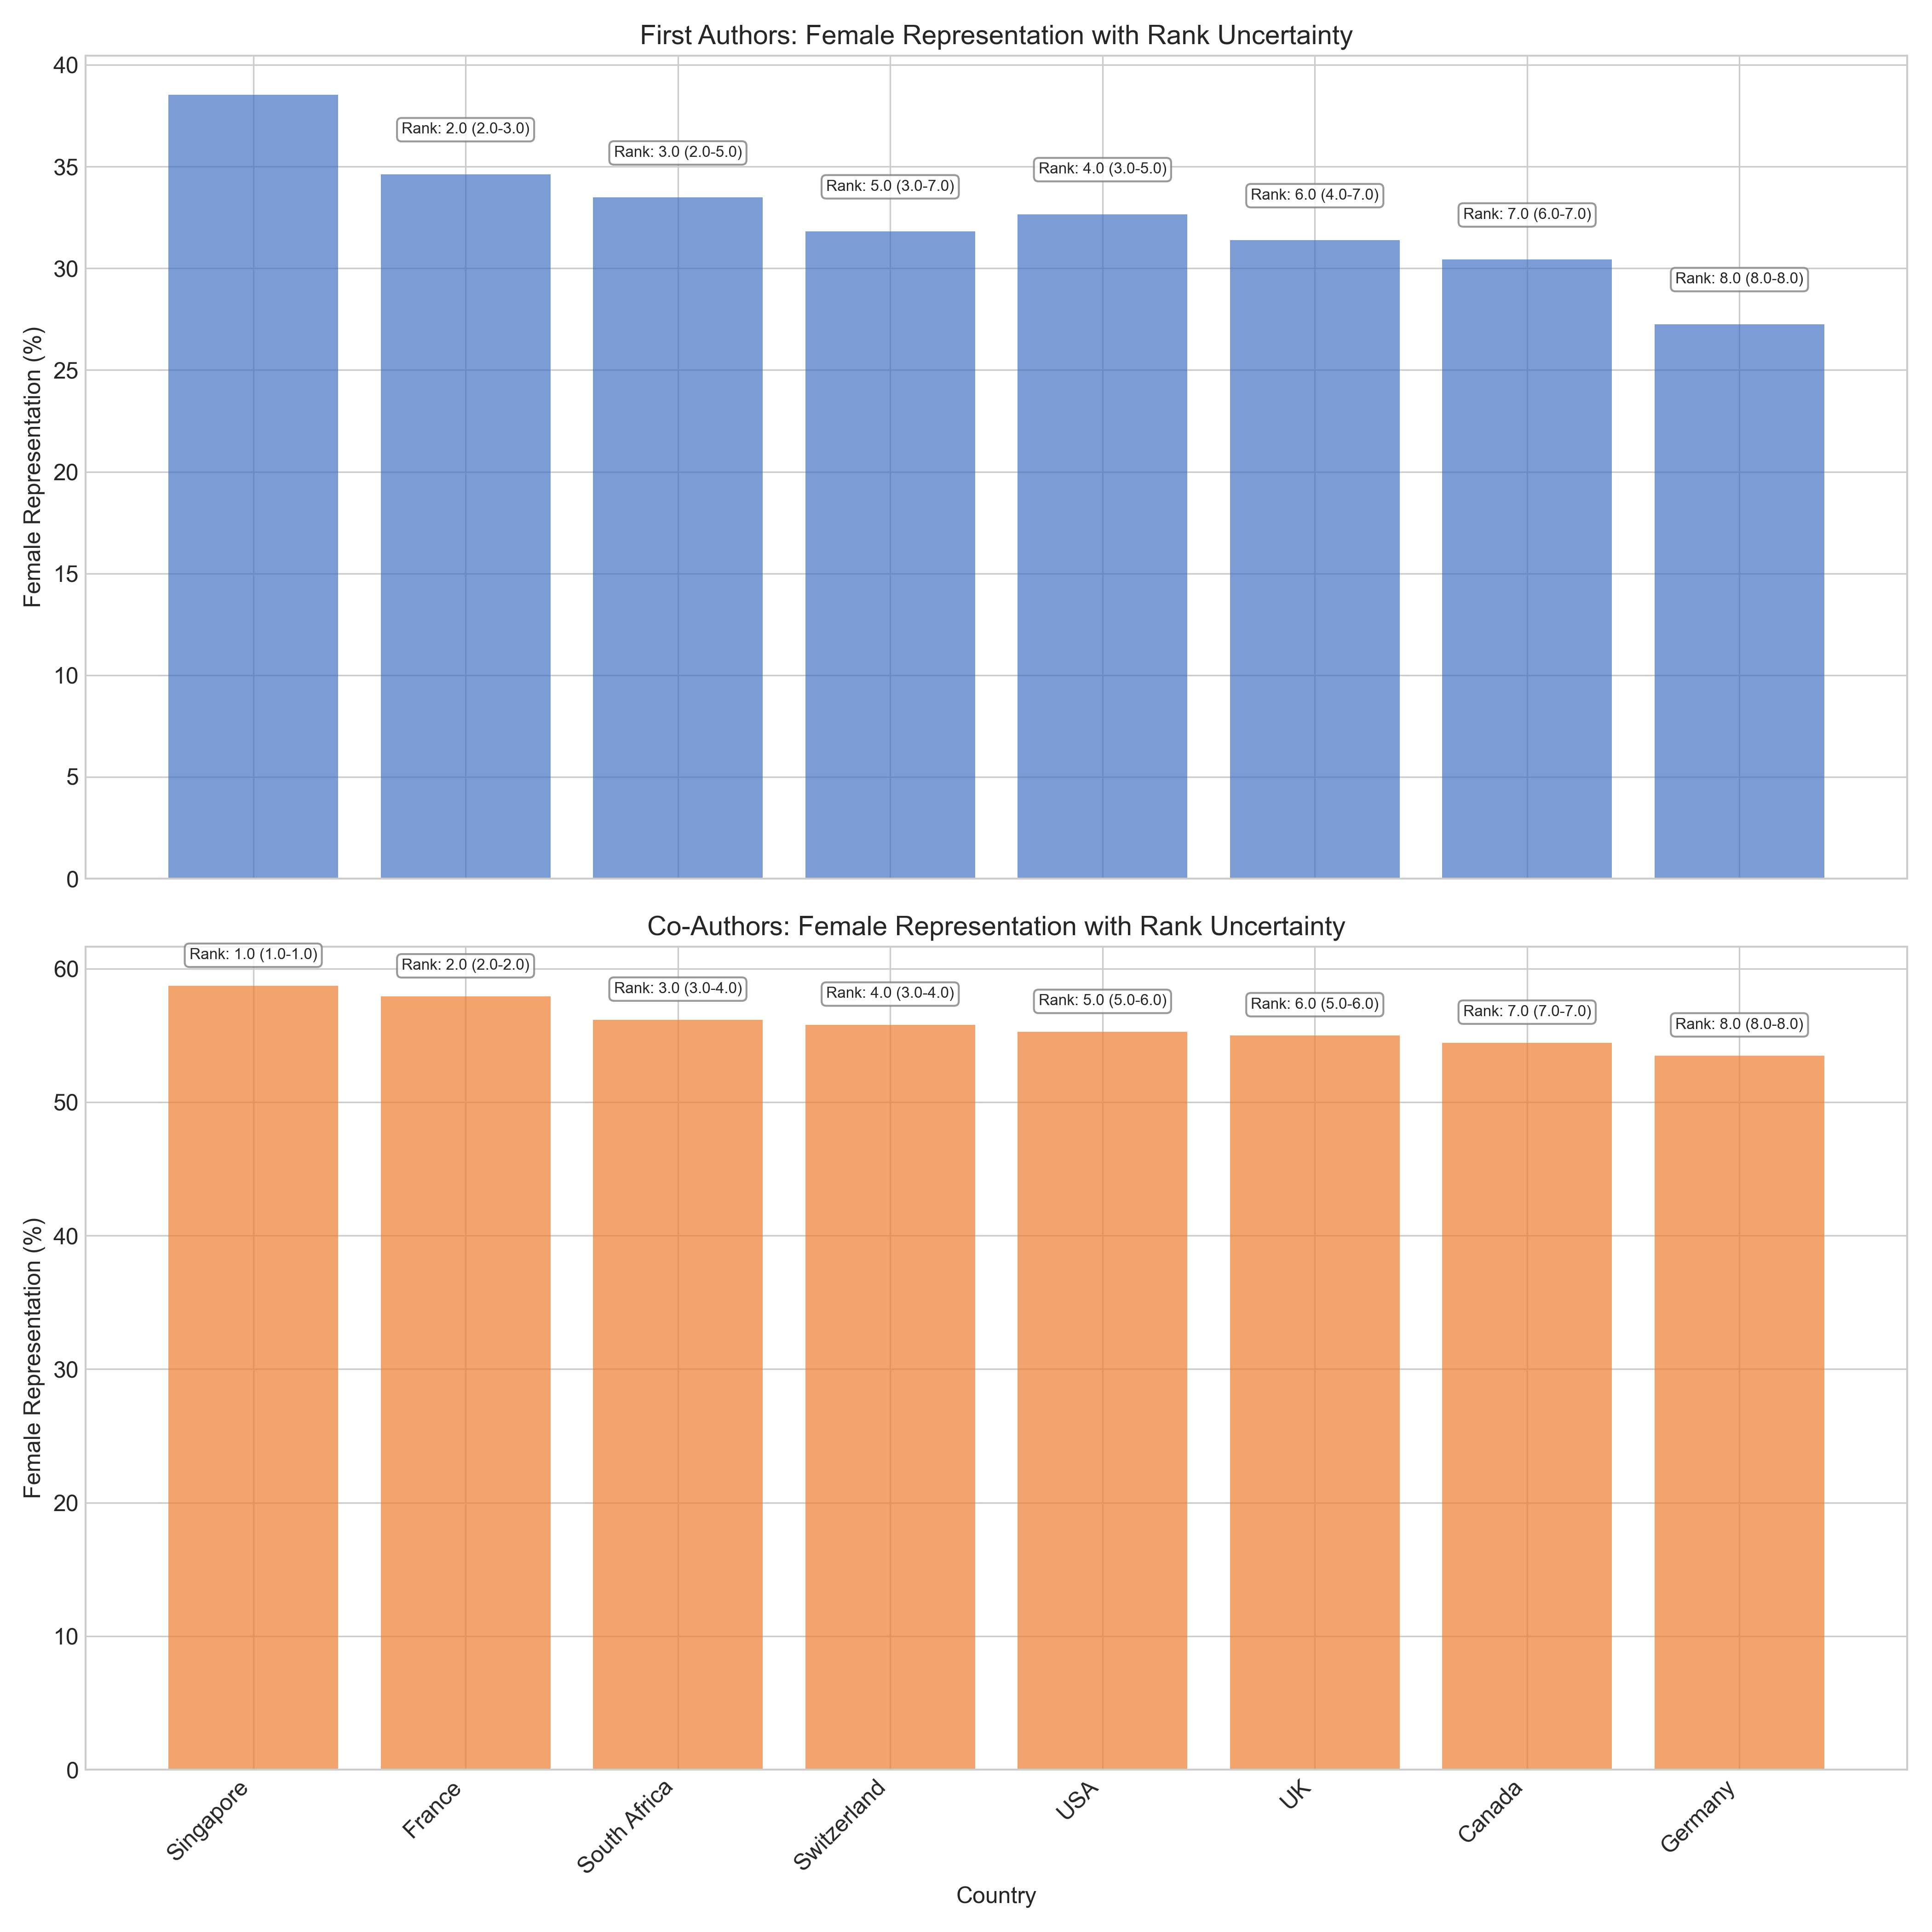 First Authors: Female Representation with Rank Uncertainty
Female Representation (%)
40
35
30
25
20
15
10
5
0
Rank: 2.0 (2.0-3.0)
Rank: 3.0 (2.0-5.0)
Rank: 5.0 (3.0-7.0)
Rank: 4.0 (3.0-5.0)
Rank: 6.0 (4.0-7.0)
Rank: 7.0 (6.0-7.0)
Rank: 8.0 (8.0-8.0)
Co-Authors: Female Representation with Rank Uncertainty
Female Representation (%)
60
50
40
30
20
10
0
Rank: 1.0 (1.0-1.0)
Rank: 2.0 (2.0-2.0)
Rank: 3.0 (3.0-4.0)
Rank: 4.0 (3.0-4.0)
Rank: 5.0 (5.0-6.0)
Rank: 6.0 (5.0-6.0)
Rank: 7.0 (7.0-7.0)
Rank: 8.0 (8.0-8.0)
Singapore
France
South Africa
Switzerland
USA
UK
Canada
Germany
Country